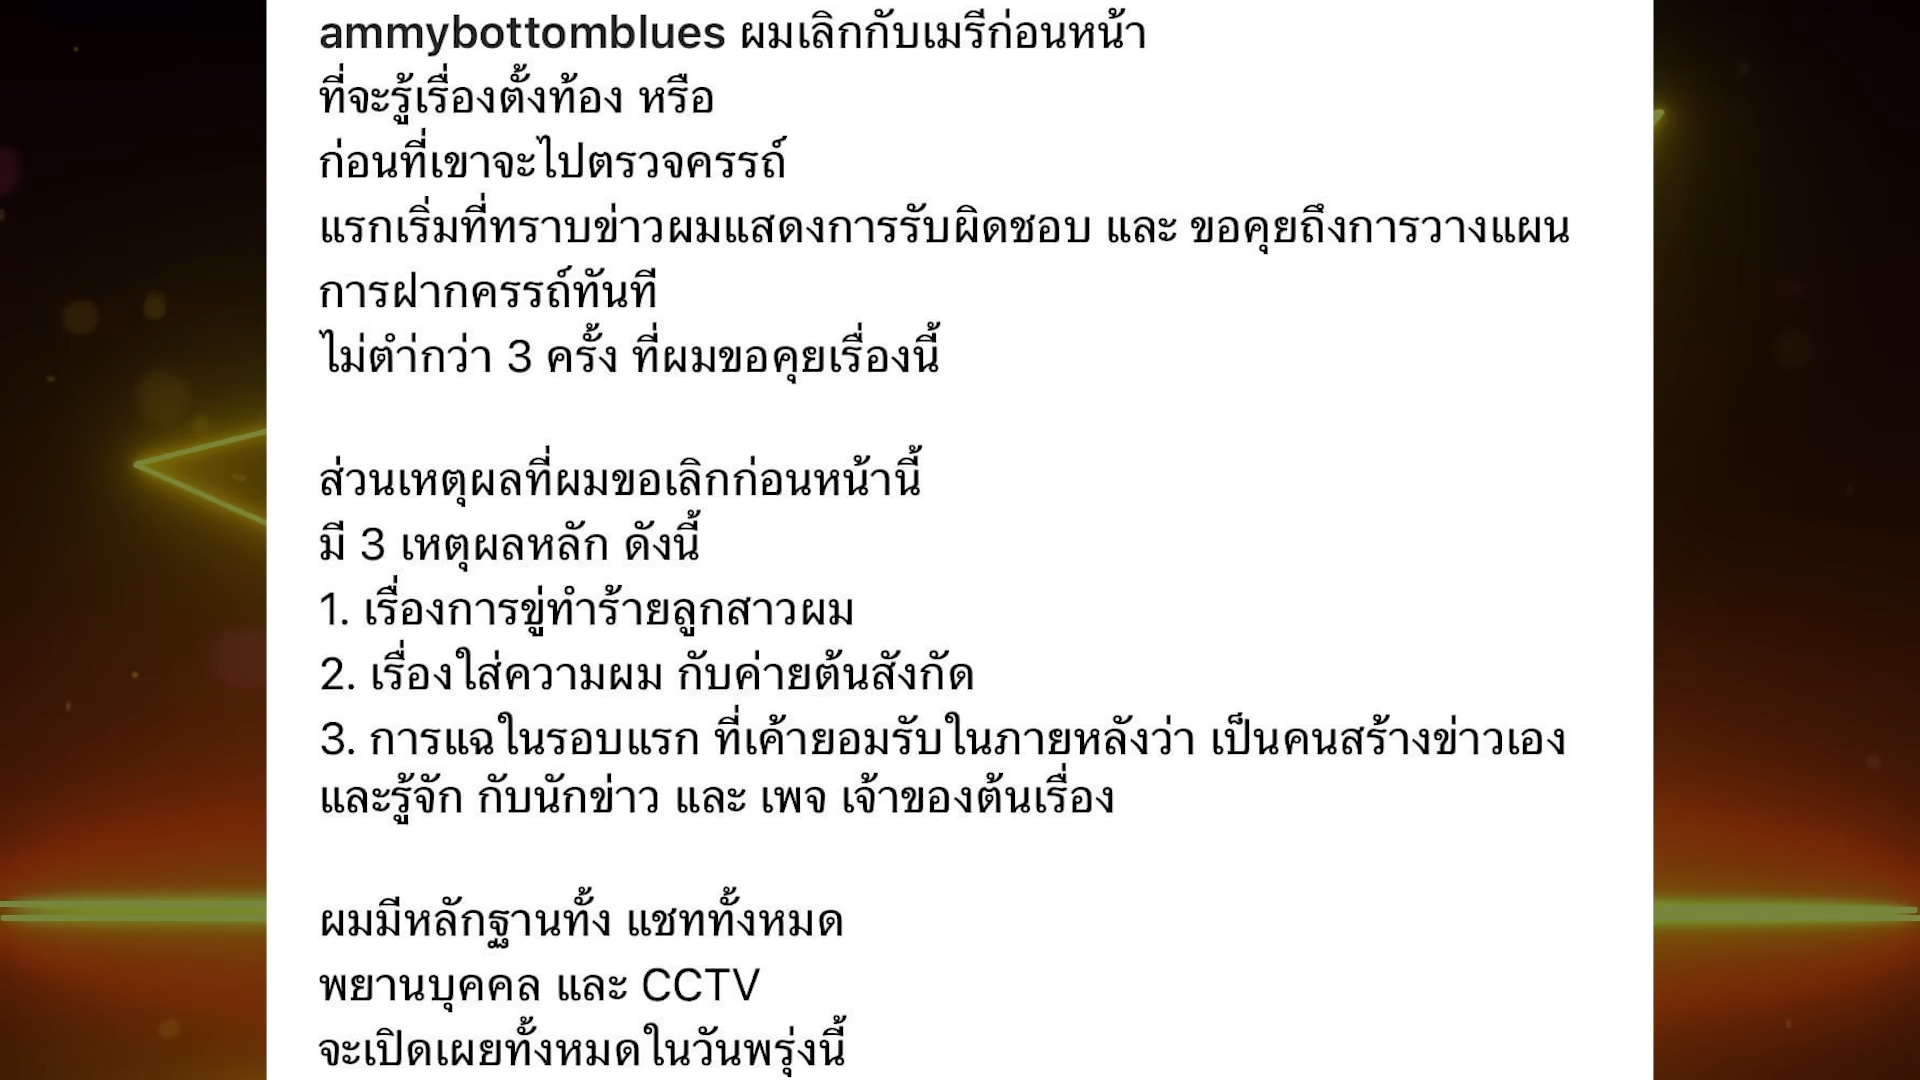 ammybottomblues ผมเลิกกับเมรีก่อนหน้า
ที่จะรู้เรื่องตั้งท้อง หรือ
ก่อนที่เขาจะไปตรวจครรถ์
แรกเริ่มที่ทราบข่าวผมแสดงการรับผิดชอบ และ ขอคุยถึงการวางแผน
การฝากครรถ์ทันที
ไม่ต่ำกว่า 3 ครั้ง ที่ผมขอคุยเรื่องนี้
ส่วนเหตุผลที่ผมขอเลิกก่อนหน้านี้
มี 3 เหตุผลหลัก ดังนี้
1. เรื่องการขู่ทำร้ายลูกสาวผม
2. เรื่องใส่ความผม กับค่ายต้นสังกัด
3. การแฉในรอบแรก ที่เค้ายอมรับในภายหลังว่า เป็นคนสร้างข่าวเอง
และรู้จัก กับนักข่าว และ เพจ เจ้าของต้นเรื่อง
ผมมีหลักฐานทั้ง แชททั้งหมด
พยานบุคคล และ CCTV
จะเปิดเผยทั้งหมดในวันพรุ่งนี้